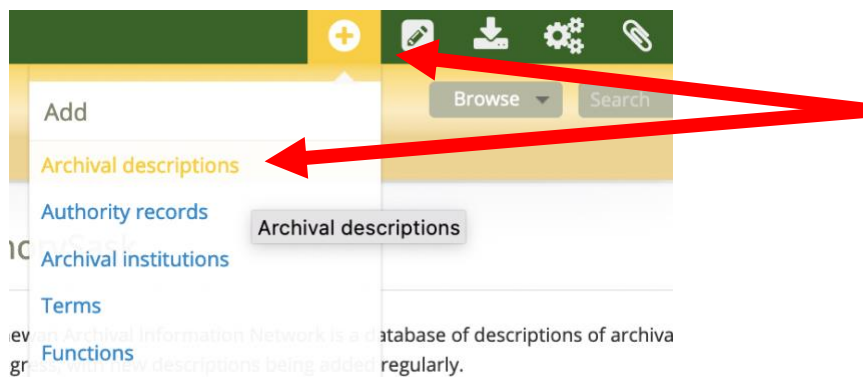 Browse
Search
Add
Archival descriptions
Authority records
Archival descriptions
Archival institutions
Terms
Functions
Archival Information Network is a database of descriptions of archiva
with new descriptions being added regularly.